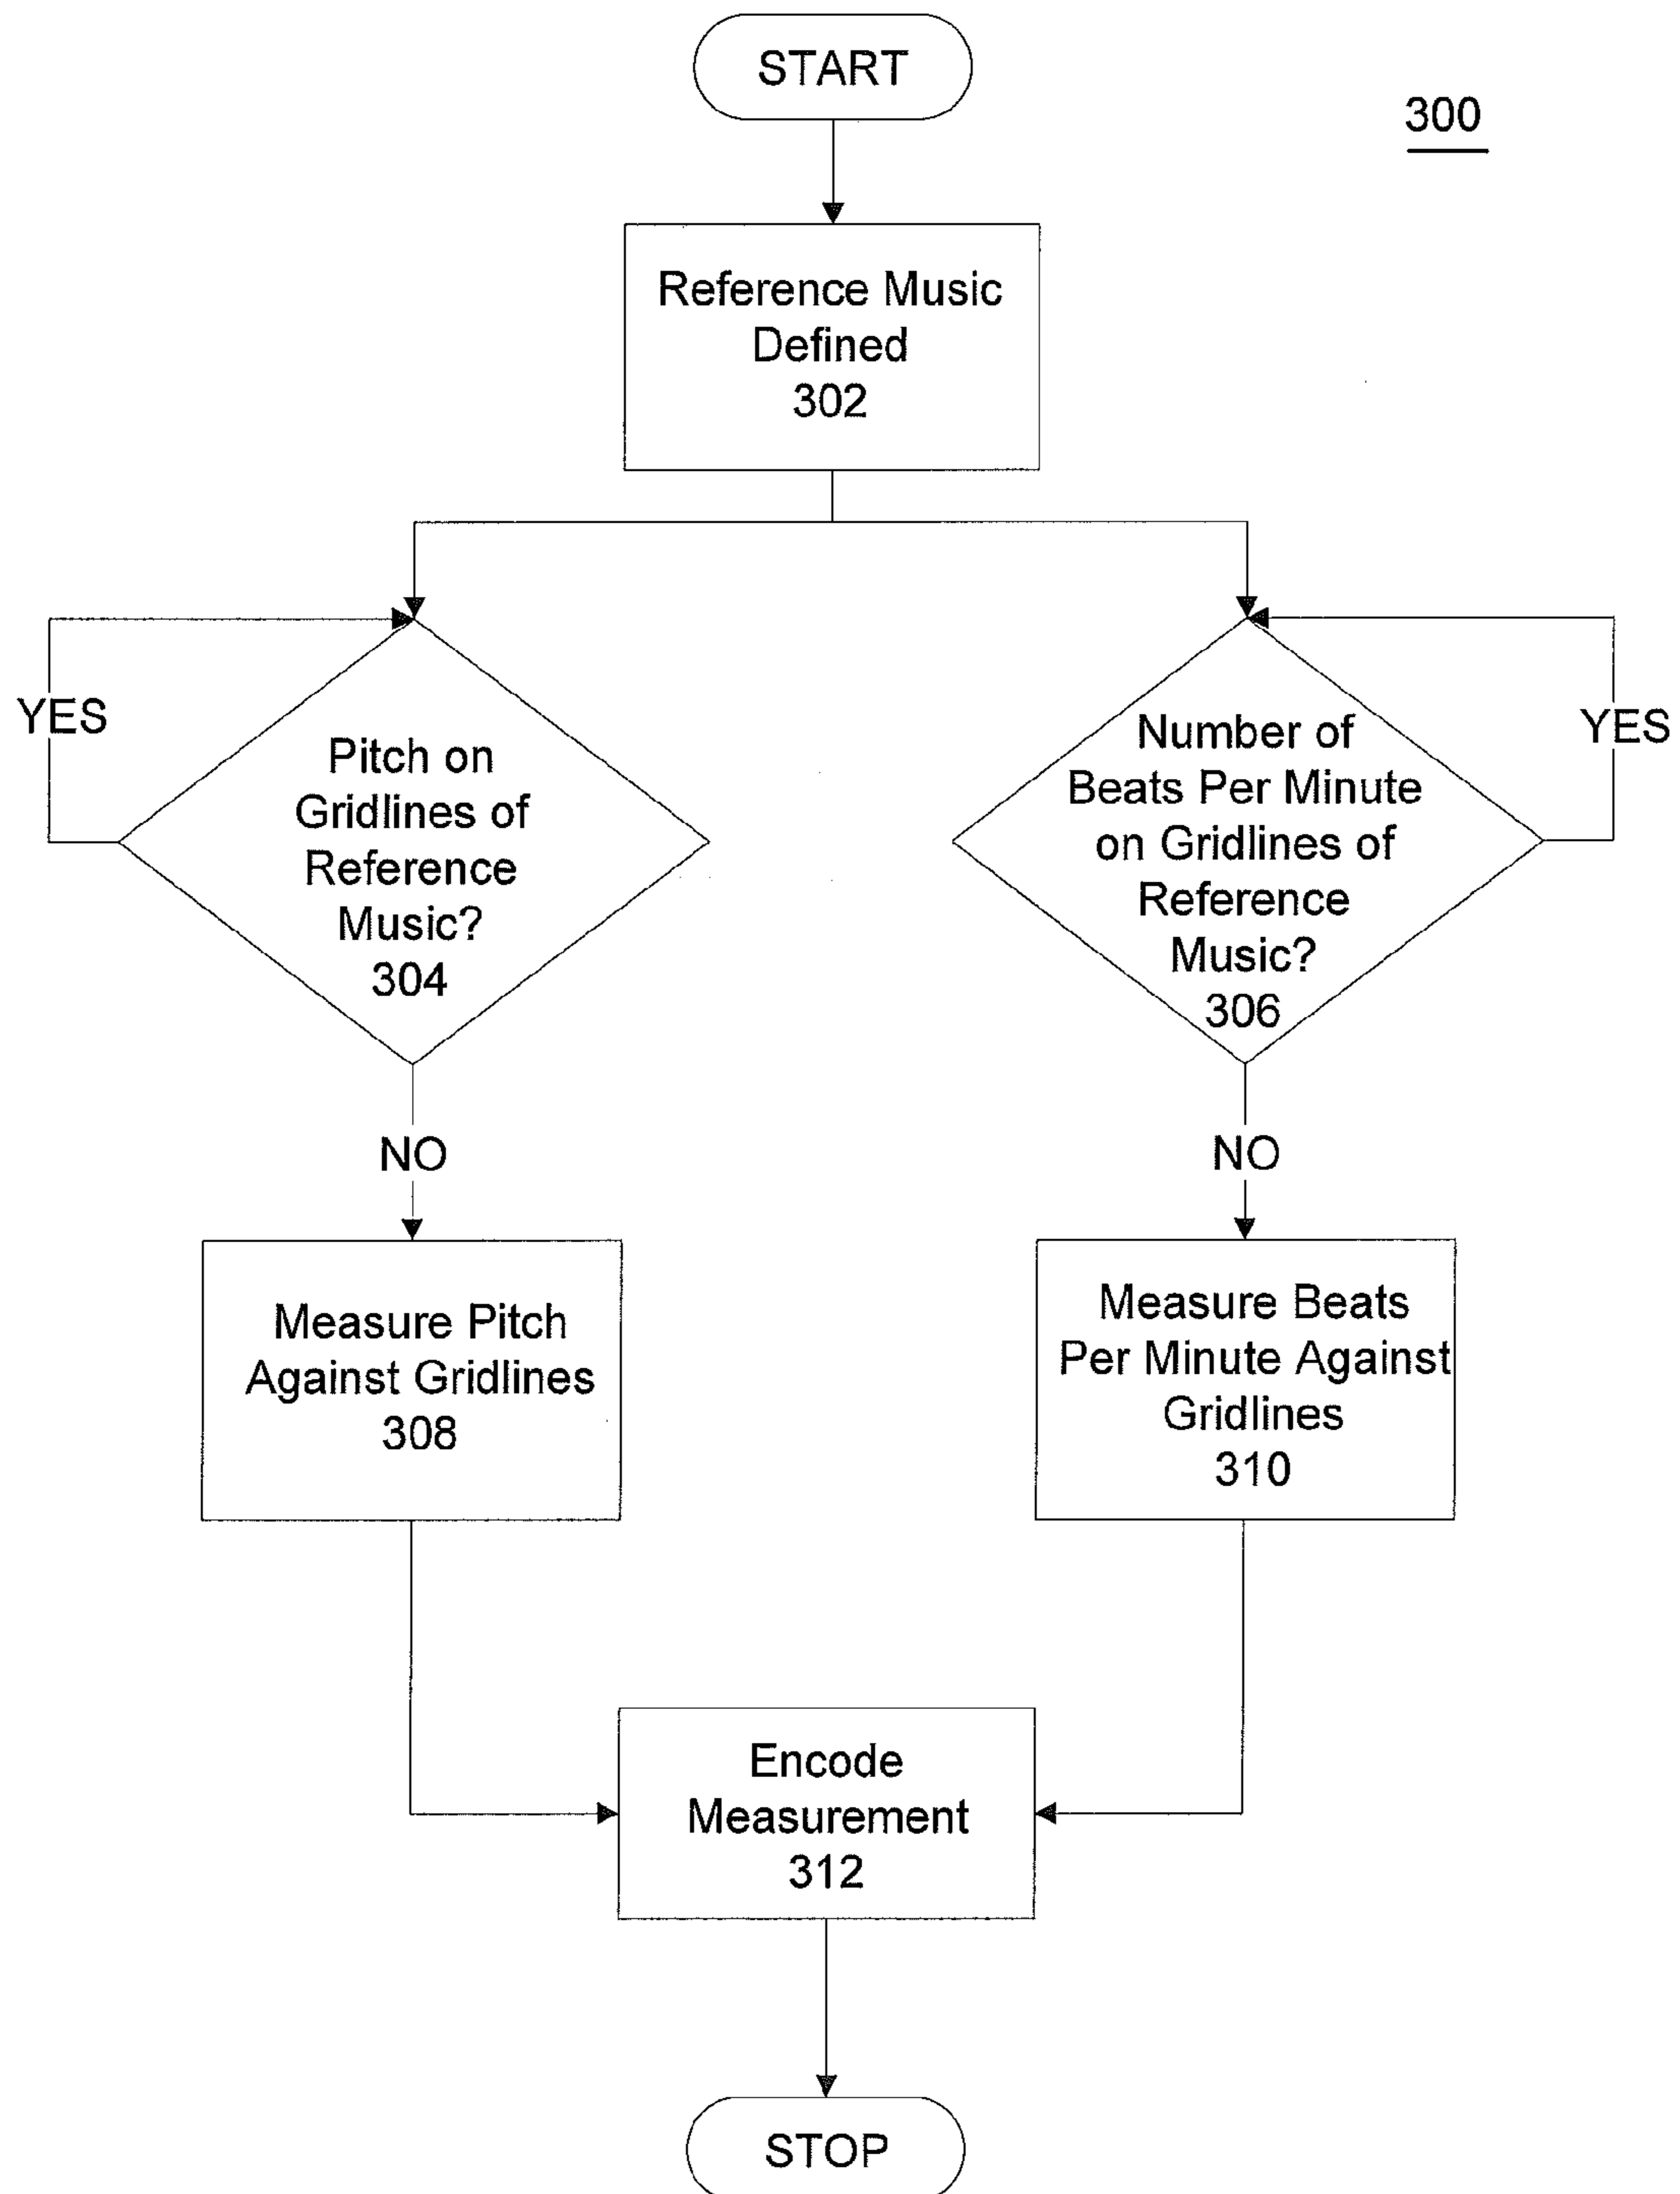 START
300
Reference Music
Defined
302
YES
Pitch on
Gridlines of
Reference
Music?
304
Number of
Beats Per Minute
on Gridlines of
Reference
Music?
306
YES
NO
NO
Measure Pitch
Against Gridlines
308
Measure Beats
Per Minute Against
Gridlines
310
Encode
Measurement
312
STOP